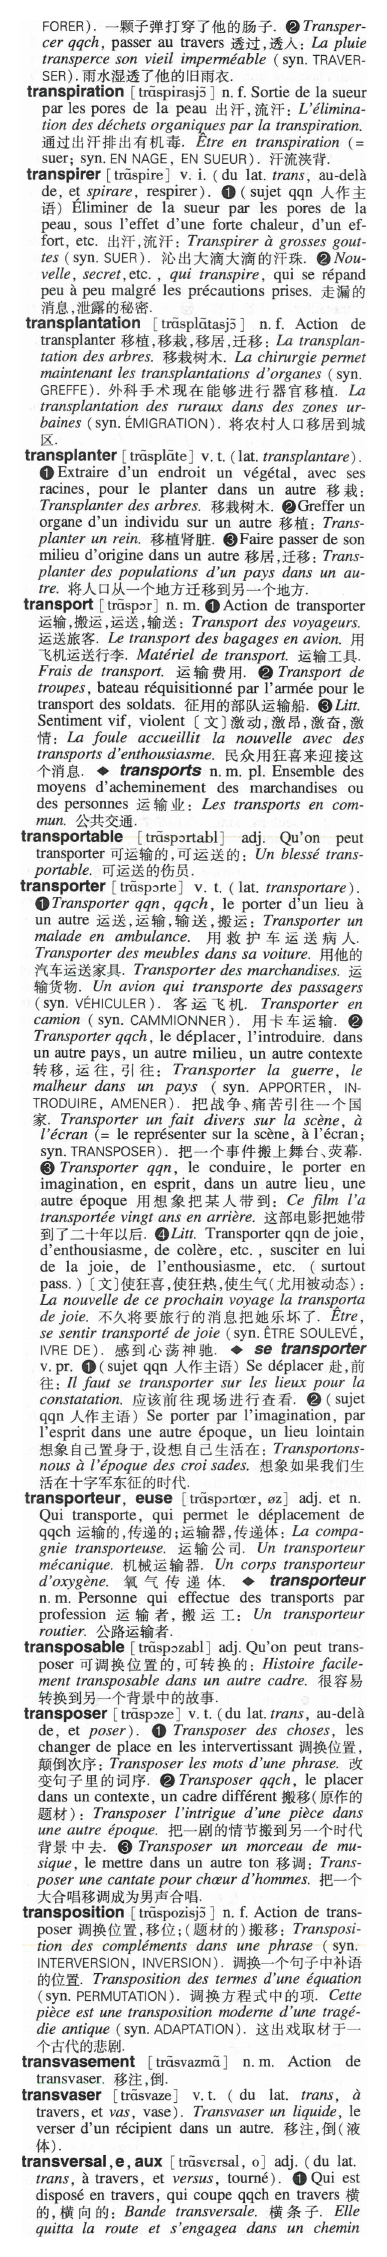 FORER). 一颗子弹打穿了他的肠子. ❷ Transper-
cer qqch, passer au travers 透过,透入: La pluie
transperce son vieil imperméable (syn. TRAVER-
SER). 雨水湿透了他的旧雨衣.
transpiration [trɑ̃spirasjɔ̃] n. f. Sortie de la sueur
par les pores de la peau 出汗,流汗: L'élimina-
tion des déchets organiques par la transpiration.
通过出汗排出有机毒. Être en transpiration (=
suer; syn. EN NAGE, EN SUEUR). 汗流浃背.
transpirer [trɑ̃spire] v. i. (du lat. trans, au-delà
de, et spirare, respirer). ❶ (sujet qqn 人作主
语) Éliminer de la sueur par les pores de la
peau, sous l'effet d'une forte chaleur, d'un ef-
fort, etc. 出汗,流汗: Transpirer à grosses gout-
tes (syn. SUER). 沁出大滴大滴的汗珠. ❷ Nou-
velle, secret, etc., qui transpire, qui se répand
peu à peu malgré les précautions prises. 走漏的
消息,泄露的秘密.
transplantation [trɑ̃splɑ̃tasjɔ̃] n. f. Action de
transplanter 移植,移栽,移居,迁移: La transplan-
tation des arbres. 移栽树木. La chirurgie permet
maintenant les transplantations d'organes (syn.
GREFFE). 外科手术现在能够进行器官移植. La
transplantation des ruraux dans des zones ur-
baines (syn. ÉMIGRATION). 将农村人口移居到城
区.
transplanter [trɑ̃splɑ̃te] v. t. (lat. transplantare).
❶ Extraire d'un endroit un végétal, avec ses
racines, pour le planter dans un autre 移栽:
Transplanter des arbres. 移栽树木. ❷ Greffer un
organe d'un individu sur un autre 移植: Trans-
planter un rein. 移植肾脏. ❸ Faire passer de son
milieu d'origine dans un autre 移居,迁移: Trans-
planter des populations d'un pays dans un au-
tre. 将人口从一个地方迁移到另一个地方.
transport [trɑ̃spɔr] n. m. ❶ Action de transporter
运输,搬运,运送,输送: Transport des voyageurs.
运送旅客. Le transport des bagages en avion. 用
飞机运送行李. Matériel de transport. 运输工具.
Frais de transport. 运输费用. ❷ Transport de
troupes, bateau réquisitionné par l'armée pour le
transport des soldats. 征用的部队运输船. ❸ Litt.
Sentiment vif, violent [文]激动,激昂,激奋,激
情: La foule accueillit la nouvelle avec des
transports d'enthousiasme. 民众用狂喜来迎接这
个消息. ◆ transports n. m. pl. Ensemble des
moyens d'acheminement des marchandises ou
des personnes 运输业: Les transports en com-
mun. 公共交通.
transportable [trɑ̃spɔrtabl] adj. Qu'on peut
transporter 可运输的,可运送的: Un blessé trans-
portable. 可运送的伤员.
transporter [trɑ̃spɔrte] v. t. (lat. transportare).
❶ Transporter qqn, qqch, le porter d'un lieu à
un autre 运送,运输,输送,搬运: Transporter un
malade en ambulance. 用救护车运送病人.
Transporter des meubles dans sa voiture. 用他的
汽车运送家具. Transporter des marchandises. 运
输货物. Un avion qui transporte des passagers
(syn. VÉHICULER). 客运飞机. Transporter en
camion (syn. CAMMIONNER). 用卡车运输. ❷
Transporter qqch, le déplacer, l'introduire. dans
un autre pays, un autre milieu, un autre contexte
转移,运往,引往: Transporter la guerre, le
malheur dans un pays (syn. APPORTER, IN-
TRODUIRE, AMENER). 把战争、痛苦引往一个国
家. Transporter un fait divers sur la scène, à
l'écran (= le représenter sur la scène, à l'écran;
syn. TRANSPOSER). 把一个事件搬上舞台、荧幕.
❸ Transporter qqn, le conduire, le porter en
imagination, en esprit, dans un autre lieu, une
autre époque 用想象把某人带到: Ce film l'a
transportée vingt ans en arrière. 这部电影把她带
到了二十年以后. ❹ Litt. Transporter qqn de joie,
d'enthousiasme, de colère, etc., susciter en lui
de la joie, de l'enthousiasme, etc. (surtout
pass.) [文]使狂喜,使狂热,使生气(尤用被动态):
La nouvelle de ce prochain voyage la transporta
de joie. 不久将要旅行的消息把她乐坏了. Être,
se sentir transporté de joie (syn. ÊTRE SOULEVÉ,
IVRE DE). 感到心荡神驰. ◆ se transporter
v. pr. ❶ (sujet qqn 人作主语) Se déplacer 赴,前
往: Il faut se transporter sur les lieux pour la
constatation. 应该前往现场进行查看. ❷ (sujet
qqn 人作主语) Se porter par l'imagination, par
l'esprit dans une autre époque, un lieu lointain
想象自己置身于,设想自己生活在: Transportons-
nous à l'époque des croi sades. 想象如果我们生
活在十字军东征的时代.
transporteur, euse [trɑ̃spɔrtœr, øz] adj. et n.
Qui transporte, qui permet le déplacement de
qqch 运输的,传递的;运输器,传递体: La compa-
gnie transporteuse. 运输公司. Un transporteur
mécanique. 机械运输器. Un corps transporteur
d'oxygène. 氧气传递体. ◆ transporteur
n. m. Personne qui effectue des transports par
profession 运输者,搬运工: Un transporteur
routier. 公路运输者.
transposable [trɑ̃spɔzabl] adj. Qu'on peut trans-
poser 可调换位置的,可转换的: Histoire facile-
ment transposable dans un autre cadre. 很容易
转换到另一个背景中的故事.
transposer [trɑ̃spɔze] v. t. (du lat. trans, au-delà
de, et poser). ❶ Transposer des choses, les
changer de place en les intervertissant 调换位置,
颠倒次序: Transposer les mots d'une phrase. 改
变句子里的词序. ❷ Transposer qqch, le placer
dans un contexte, un cadre différent 搬移(原作的
题材): Transposer l'intrigue d'une pièce dans
une autre époque. 把一剧的情节搬到另一个时代
背景中去. ❸ Transposer un morceau de mu-
sique, le mettre dans un autre ton 移调: Trans-
poser une cantate pour chœur d'hommes. 把一个
大合唱移调成为男声合唱.
transposition [trɑ̃spozisjɔ̃] n. f. Action de trans-
poser 调换位置,移位;(题材的)搬移: Transposi-
tion des compléments dans une phrase (syn.
INTERVERSION, INVERSION). 调换一个句子中补语
的位置. Transposition des termes d'une équation
(syn. PERMUTATION). 调换方程式中的项. Cette
pièce est une transposition moderne d'une tragé-
die antique (syn. ADAPTATION). 这出戏取材于一
个古代的悲剧.
transvasement [trɑ̃svazmɑ̃] n. m. Action de
transvaser. 移注,倒.
transvaser [trɑ̃svaze] v. t. (du lat. trans, à
travers, et vas, vase). Transvaser un liquide, le
verser d'un récipient dans un autre. 移注,倒(液
体).
transversal, e, aux [trɑ̃svɛrsal, o] adj. (du lat.
trans, à travers, et versus, tourné). ❶ Qui est
disposé en travers, qui coupe qqch en travers 横
的,横向的: Bande transversale. 横条子. Elle
quitta la route et s'engagea dans un chemin